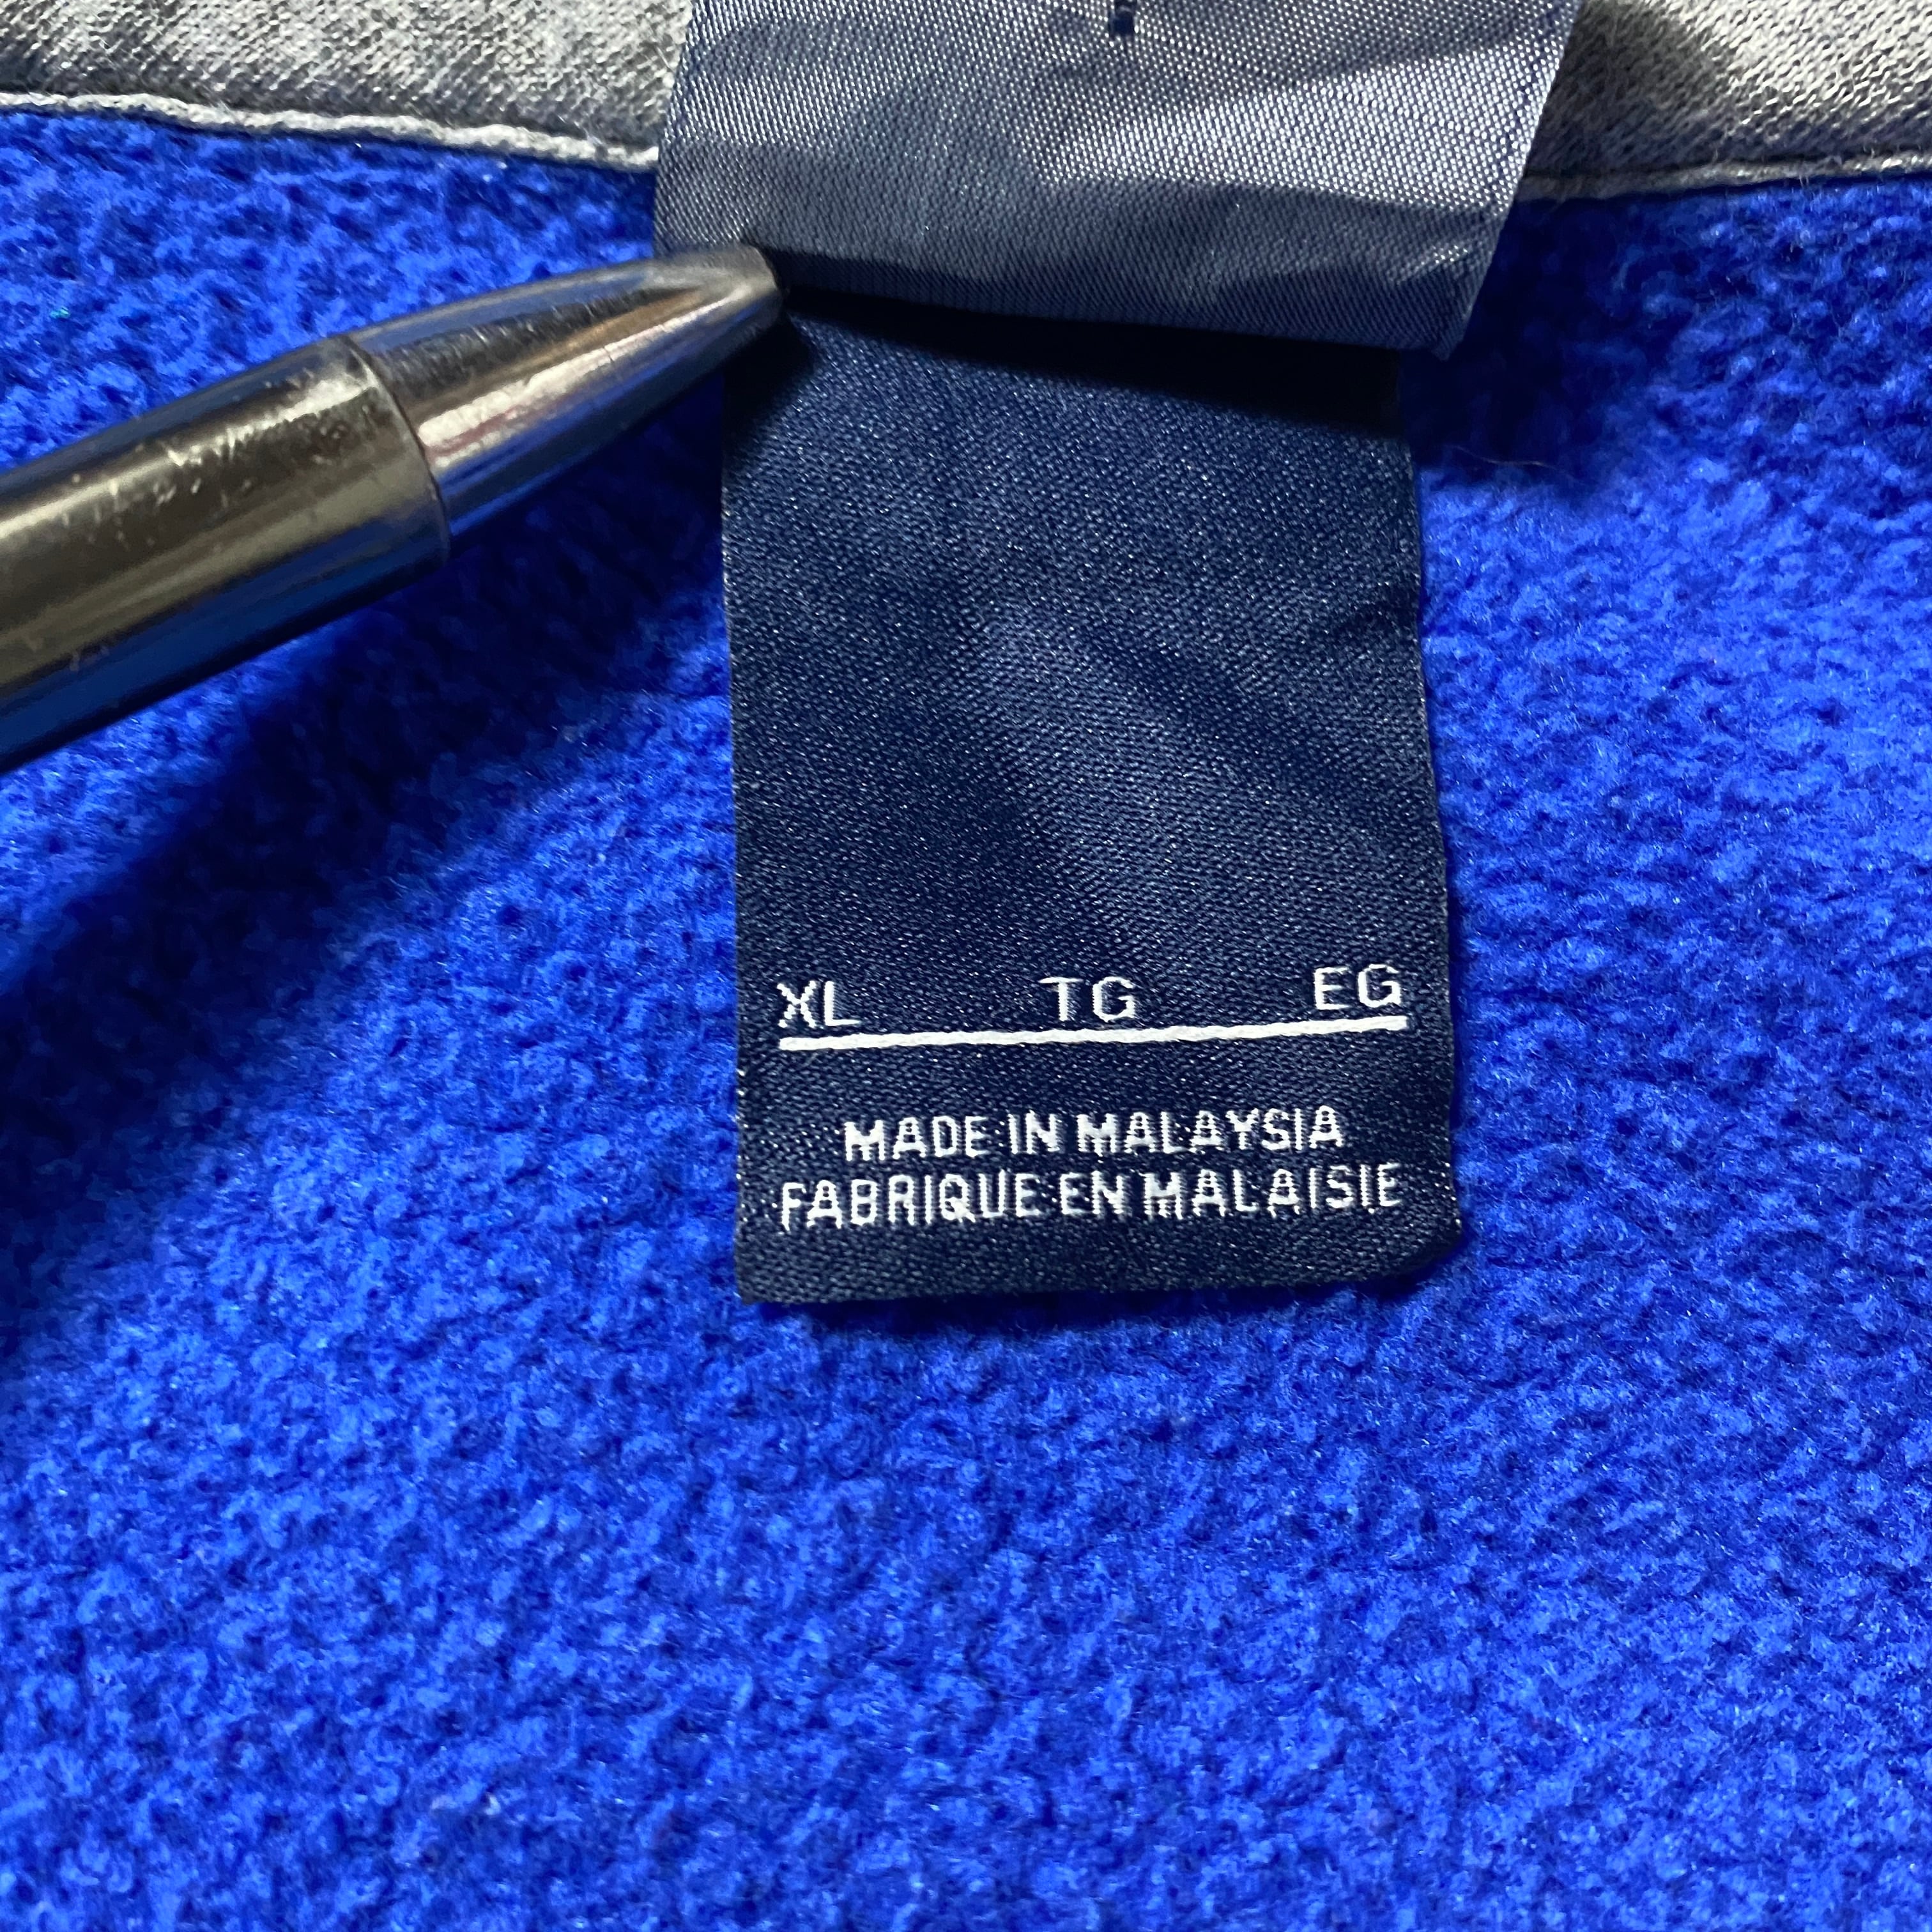 XL TG EG
MADE IN MALAYSIA
FABRIQUE EN MALAISIE